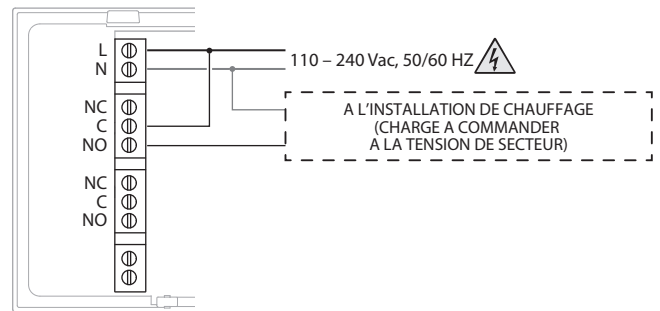 L
N
110 – 240 Vac, 50/60 HZ
NC
C
NO
A L’INSTALLATION DE CHAUFFAGE
(CHARGE A COMMANDER
A LA TENSION DE SECTEUR)
NC
C
NO